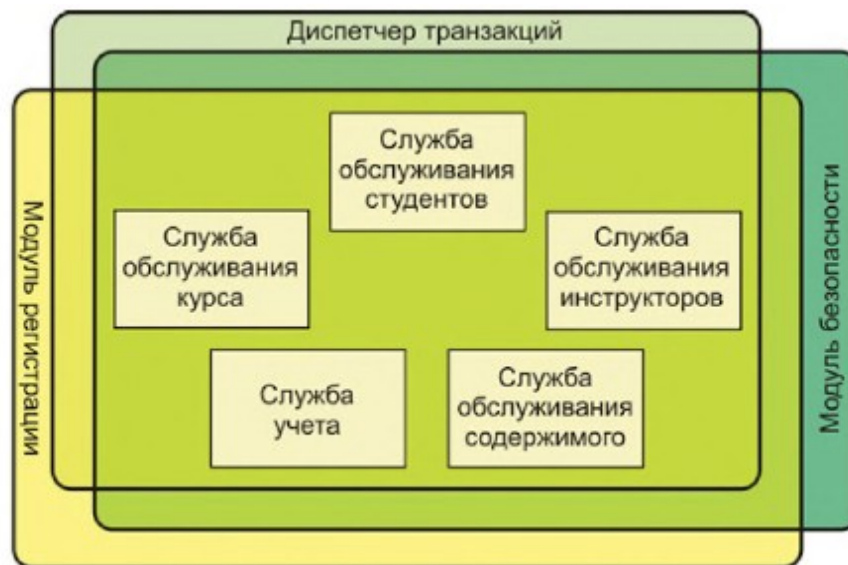 Диспетчер транзакций
Служба
обслуживания
студентов
Служба
обслуживания
курса
Служба
обслуживания
инструкторов
Служба
учета
Служба
обслуживания
содержимого
Модуль регистрации
Модуль безопасности